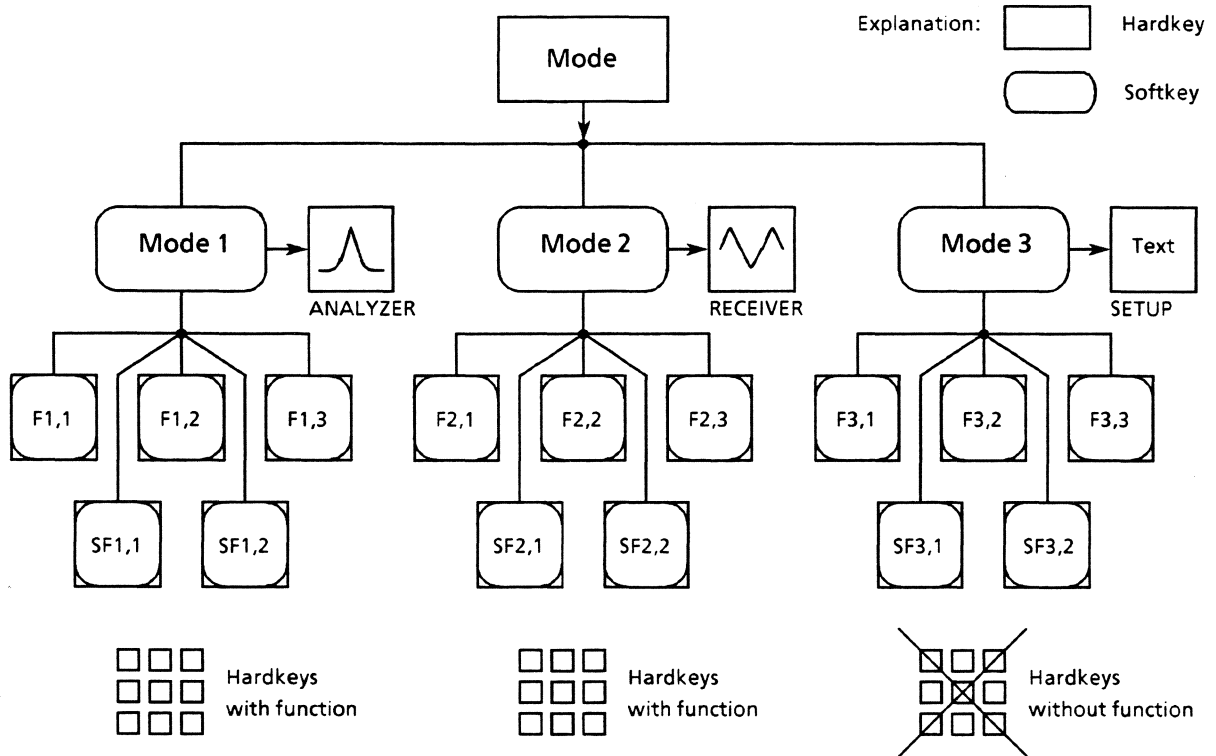 Explanation:
Hardkey
Softkey
Mode
Mode 1
ANALYZER
Mode 2
RECEIVER
Mode 3
Text
SETUP
F1,1
F1,2
F1,3
F2,1
F2,2
F2,3
F3,1
F3,2
F3,3
SF1,1
SF1,2
SF2,1
SF2,2
SF3,1
SF3,2
Hardkeys
with function
Hardkeys
with function
Hardkeys
without function